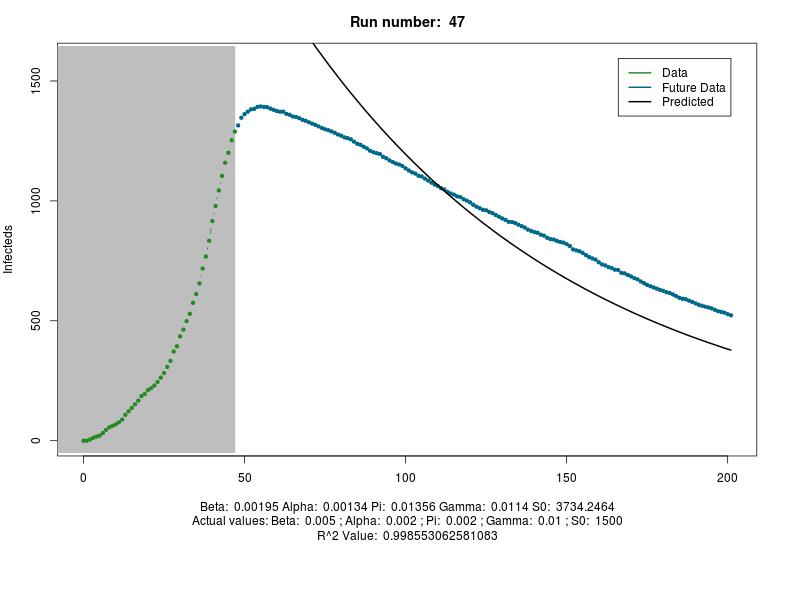 Run number: 47
Data
Future Data
Predicted
Infecteds
1500
1000
500
0
0 50 100 150 200
Beta: 0.00195 Alpha: 0.00134 Pi: 0.01356 Gamma: 0.0114 S0: 3734.2464
Actual values: Beta: 0.005 ; Alpha: 0.002 ; Pi: 0.002 ; Gamma: 0.01 ; S0: 1500
R^2 Value: 0.998553062581083